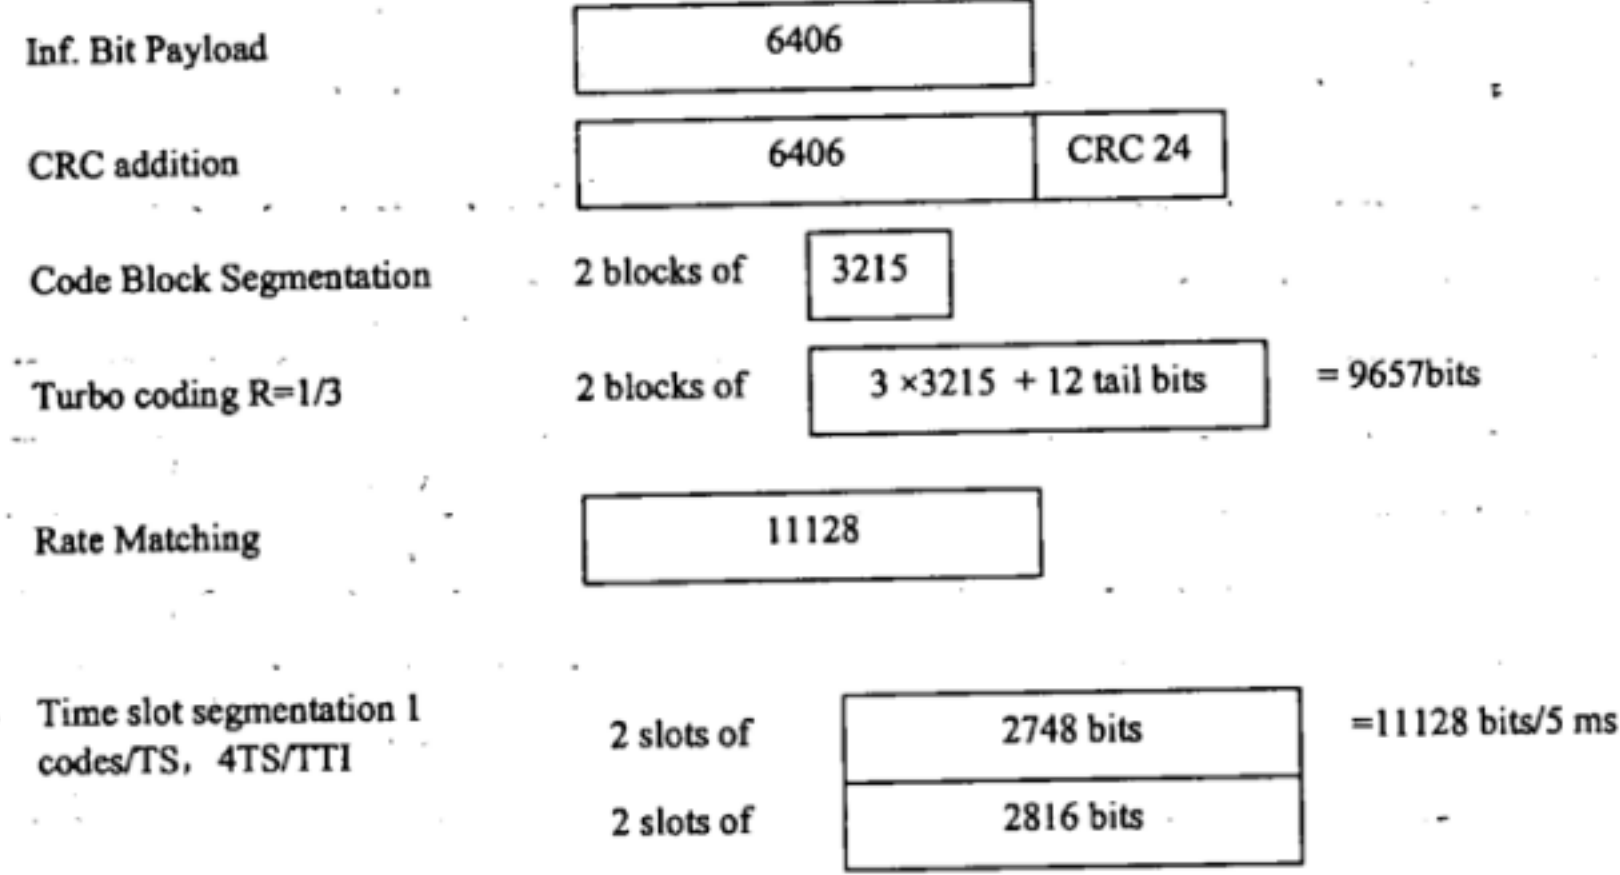 Inf. Bit Payload 6406
CRC addition 6406 CRC 24
Code Block Segmentation 2 blocks of 3215
Turbo coding R=1/3 2 blocks of 3 ×3215 + 12 tail bits = 9657bits
Rate Matching 11128
Time slot segmentation 1 2 slots of 2748 bits =11128 bits/5 ms
codes/TS, 4TS/TTI
2 slots of 2816 bits